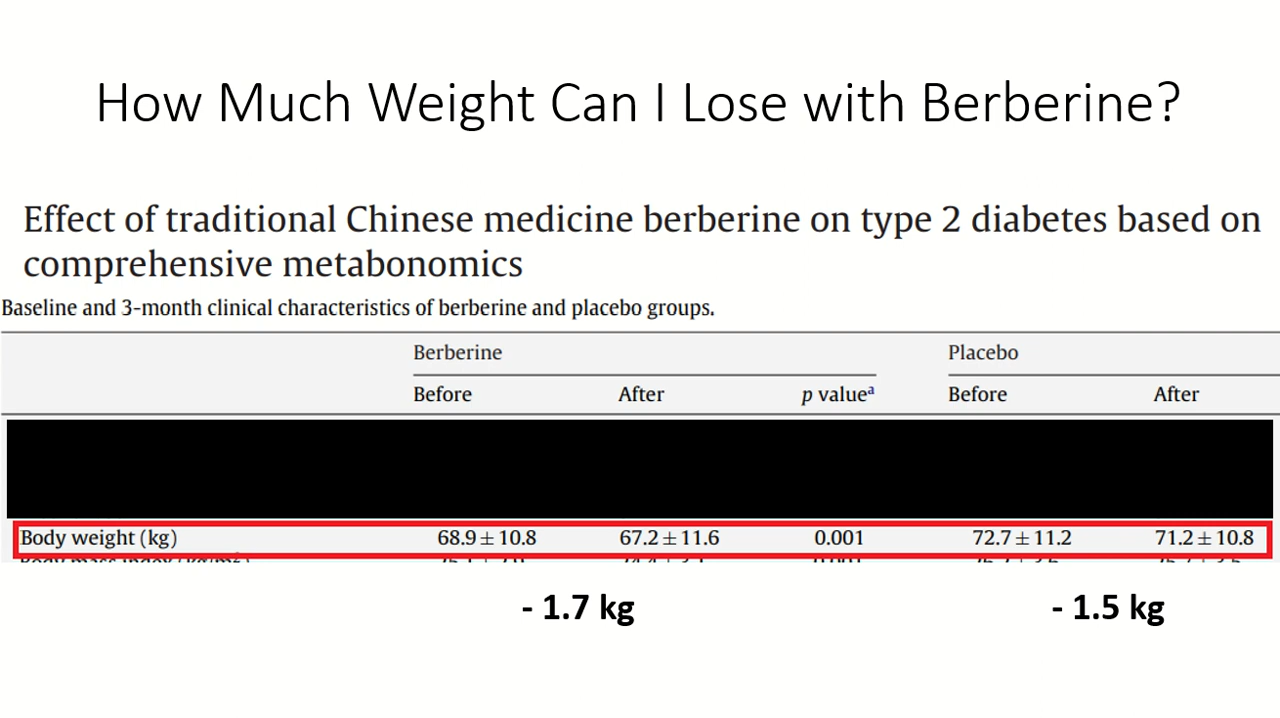 How Much Weight Can I Lose with Berberine?
Effect of traditional Chinese medicine berberine on type 2 diabetes based on
comprehensive metabonomics
Baseline and 3-month clinical characteristics of berberine and placebo groups.
Berberine Placebo
Before After p valueᵃ Before After
Body weight (kg) 68.9 ± 10.8 67.2 ± 11.6 0.001 72.7 ± 11.2 71.2 ± 10.8
- 1.7 kg - 1.5 kg